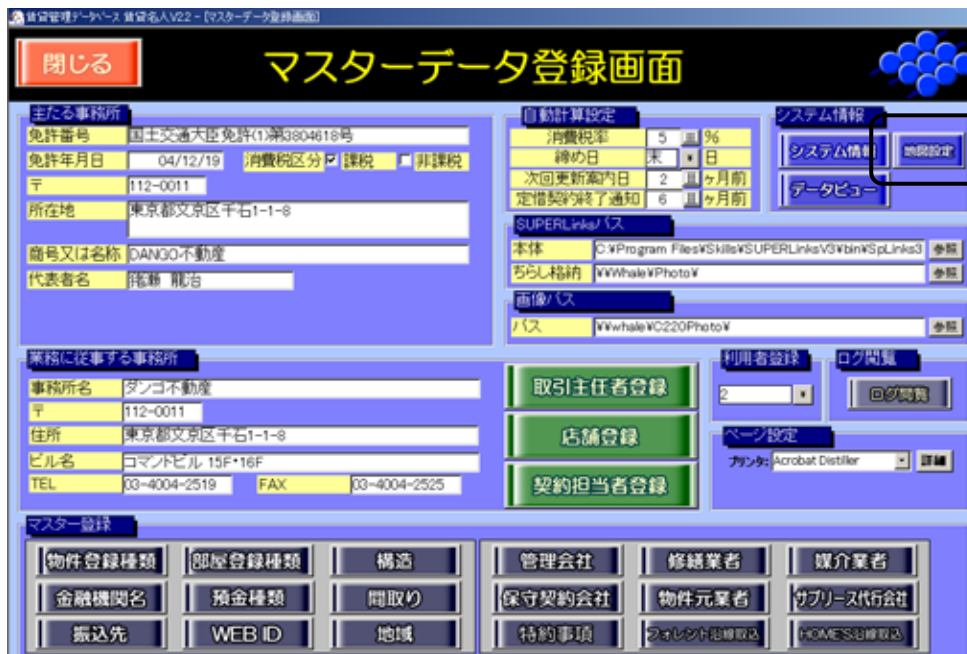 賃貸管理データベース 賃貸名人V2.2 - [マスターデータ登録画面]
閉じる
マスターデータ登録画面
主たる事務所
免許番号 国土交通大臣免許(1)第3804618号
免許年月日 04/12/19 消費税区分 課税 非課税
〒 112-0011
所在地 東京都文京区千石1-1-8
商号又は名称 DANGO不動産
代表者名 猪瀬 龍治
自動計算設定
消費税率 5 %
締め日 末 日
次回更新案内日 2 ヶ月前
定借契約終了通知 6 ヶ月前
システム情報
システム情報 地図設定
データビュー
SUPERLinksパス
本体 C:¥Program Files¥Skills¥SUPERLinksV3¥bin¥SpLinks3 参照
ちらし格納 ¥¥Whale¥Photo¥ 参照
画像パス
パス ¥¥whale¥C220Photo¥ 参照
業務に従事する事務所
事務所名 ダンゴ不動産
〒 112-0011
住所 東京都文京区千石1-1-8
ビル名 コマンドビル 15F・16F
TEL 03-4004-2519 FAX 03-4004-2525
取引主任者登録
店舗登録
契約担当者登録
利用者登録
2
ログ閲覧
ログ閲覧
ページ設定
プリンタ: Acrobat Distiller 詳細
マスター登録
物件登録種類 部屋登録種類 構造 管理会社 修繕業者 媒介業者
金融機関名 預金種類 間取り 保守契約会社 物件元業者 サブリース代行会社
振込先 WEB ID 地域 特約事項 フォレント沿線取込 HOME'S沿線取込